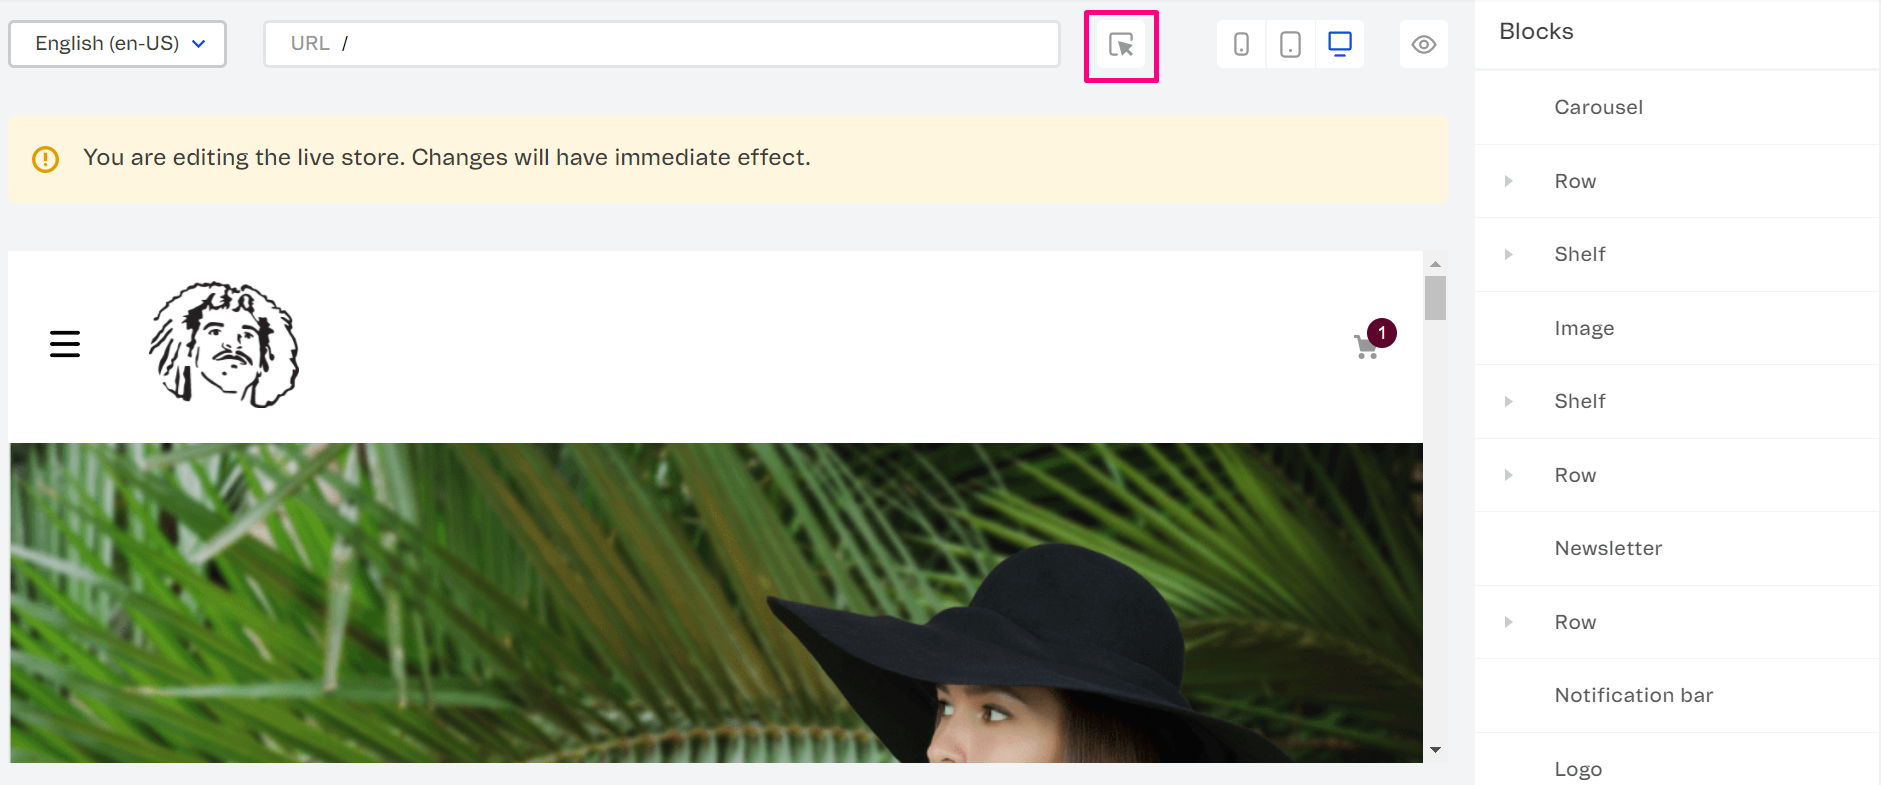 English (en-US)
URL /
Blocks
You are editing the live store. Changes will have immediate effect.
1
Carousel
Row
Shelf
Image
Shelf
Row
Newsletter
Row
Notification bar
Logo